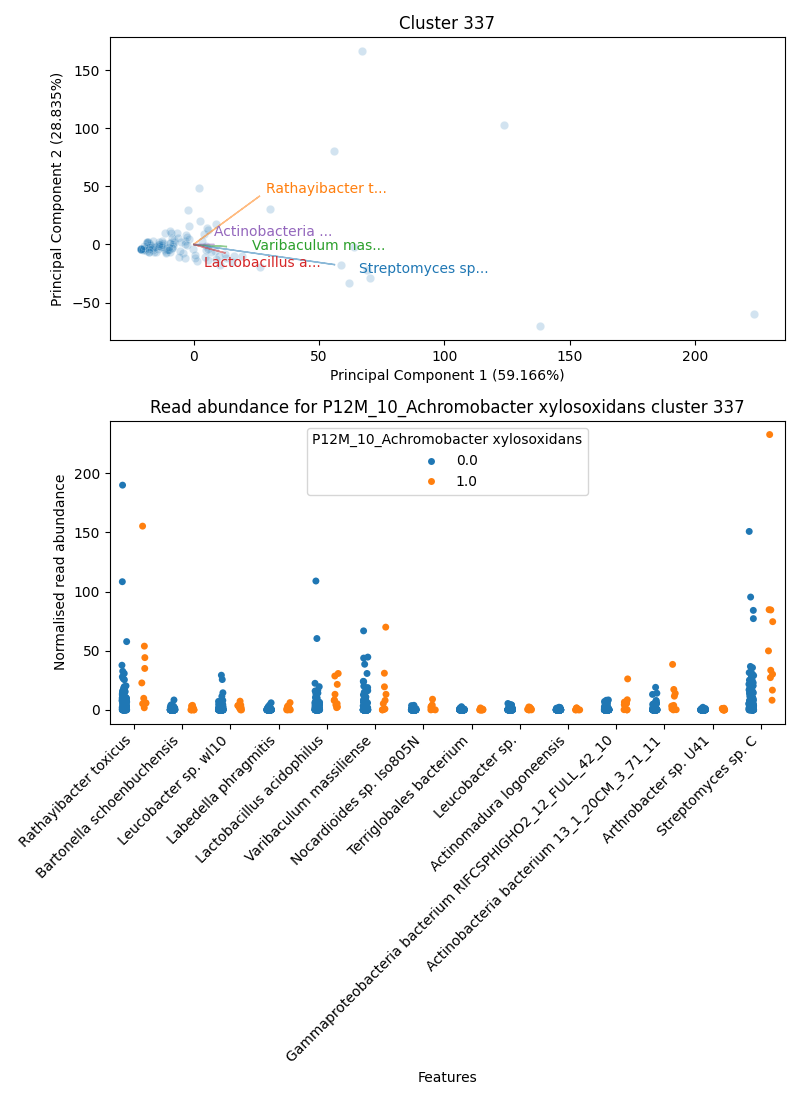 Cluster 337
Principal Component 2 (28.835%)
150
100
50
0
−50
Rathayibacter t...
Actinobacteria ...
Varibaculum mas...
Lactobacillus a...
Streptomyces sp...
0
50
100
150
200
Principal Component 1 (59.166%)
Read abundance for P12M_10_Achromobacter xylosoxidans cluster 337
Normalised read abundance
200
150
100
50
0
P12M_10_Achromobacter xylosoxidans
0.0
1.0
Rathayibacter toxicus
Bartonella schoenbuchensis
Leucobacter sp. wl10
Labedella phragmitis
Lactobacillus acidophilus
Varibaculum massiliense
Nocardioides sp. Iso805N
Terriglobales bacterium
Leucobacter sp.
Actinomadura logoneensis
Gammaproteobacteria bacterium RIFCSPHIGHO2_12_FULL_42_10
Actinobacteria bacterium 13_1_20CM_3_71_11
Arthrobacter sp. U41
Streptomyces sp. C
Features